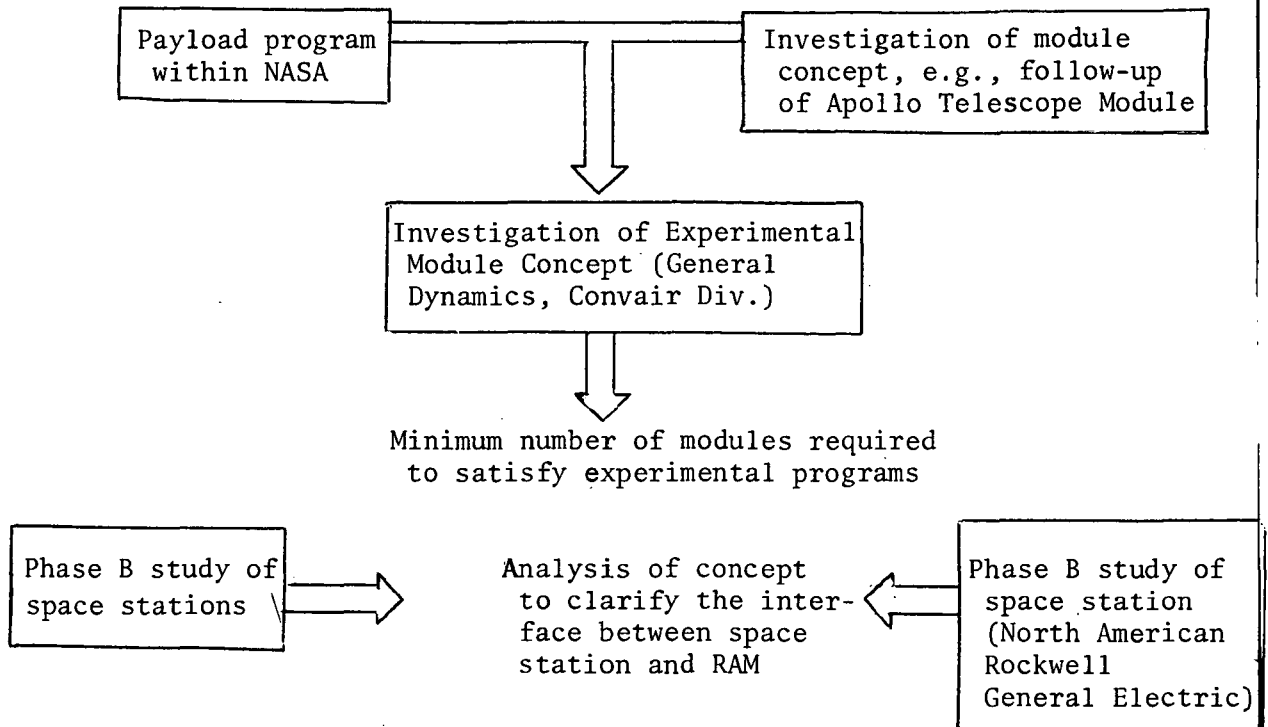 Payload program
within NASA
Investigation of module
concept, e.g., follow-up
of Apollo Telescope Module
Investigation of Experimental
Module Concept (General
Dynamics, Convair Div.)
Minimum number of modules required
to satisfy experimental programs
Phase B study of
space stations
Analysis of concept
to clarify the inter-
face between space
station and RAM
Phase B study of
space station
(North American
Rockwell
General Electric)